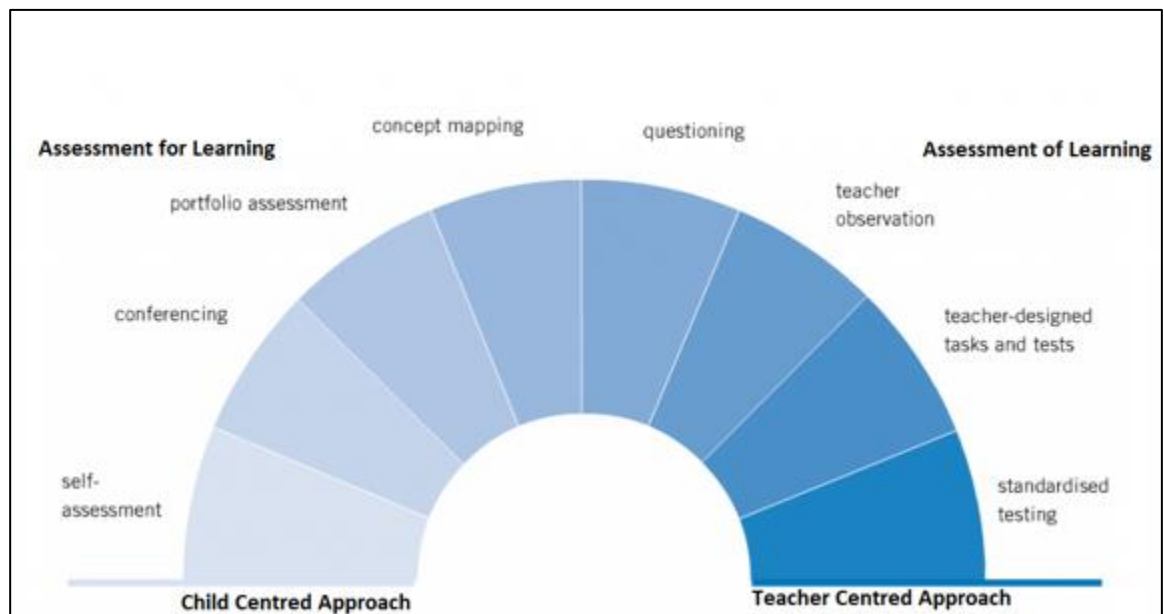 concept mapping
questioning
Assessment for Learning
Assessment of Learning
portfolio assessment
teacher
observation
conferencing
teacher-designed
tasks and tests
self-
assessment
standardised
testing
Child Centred Approach
Teacher Centred Approach